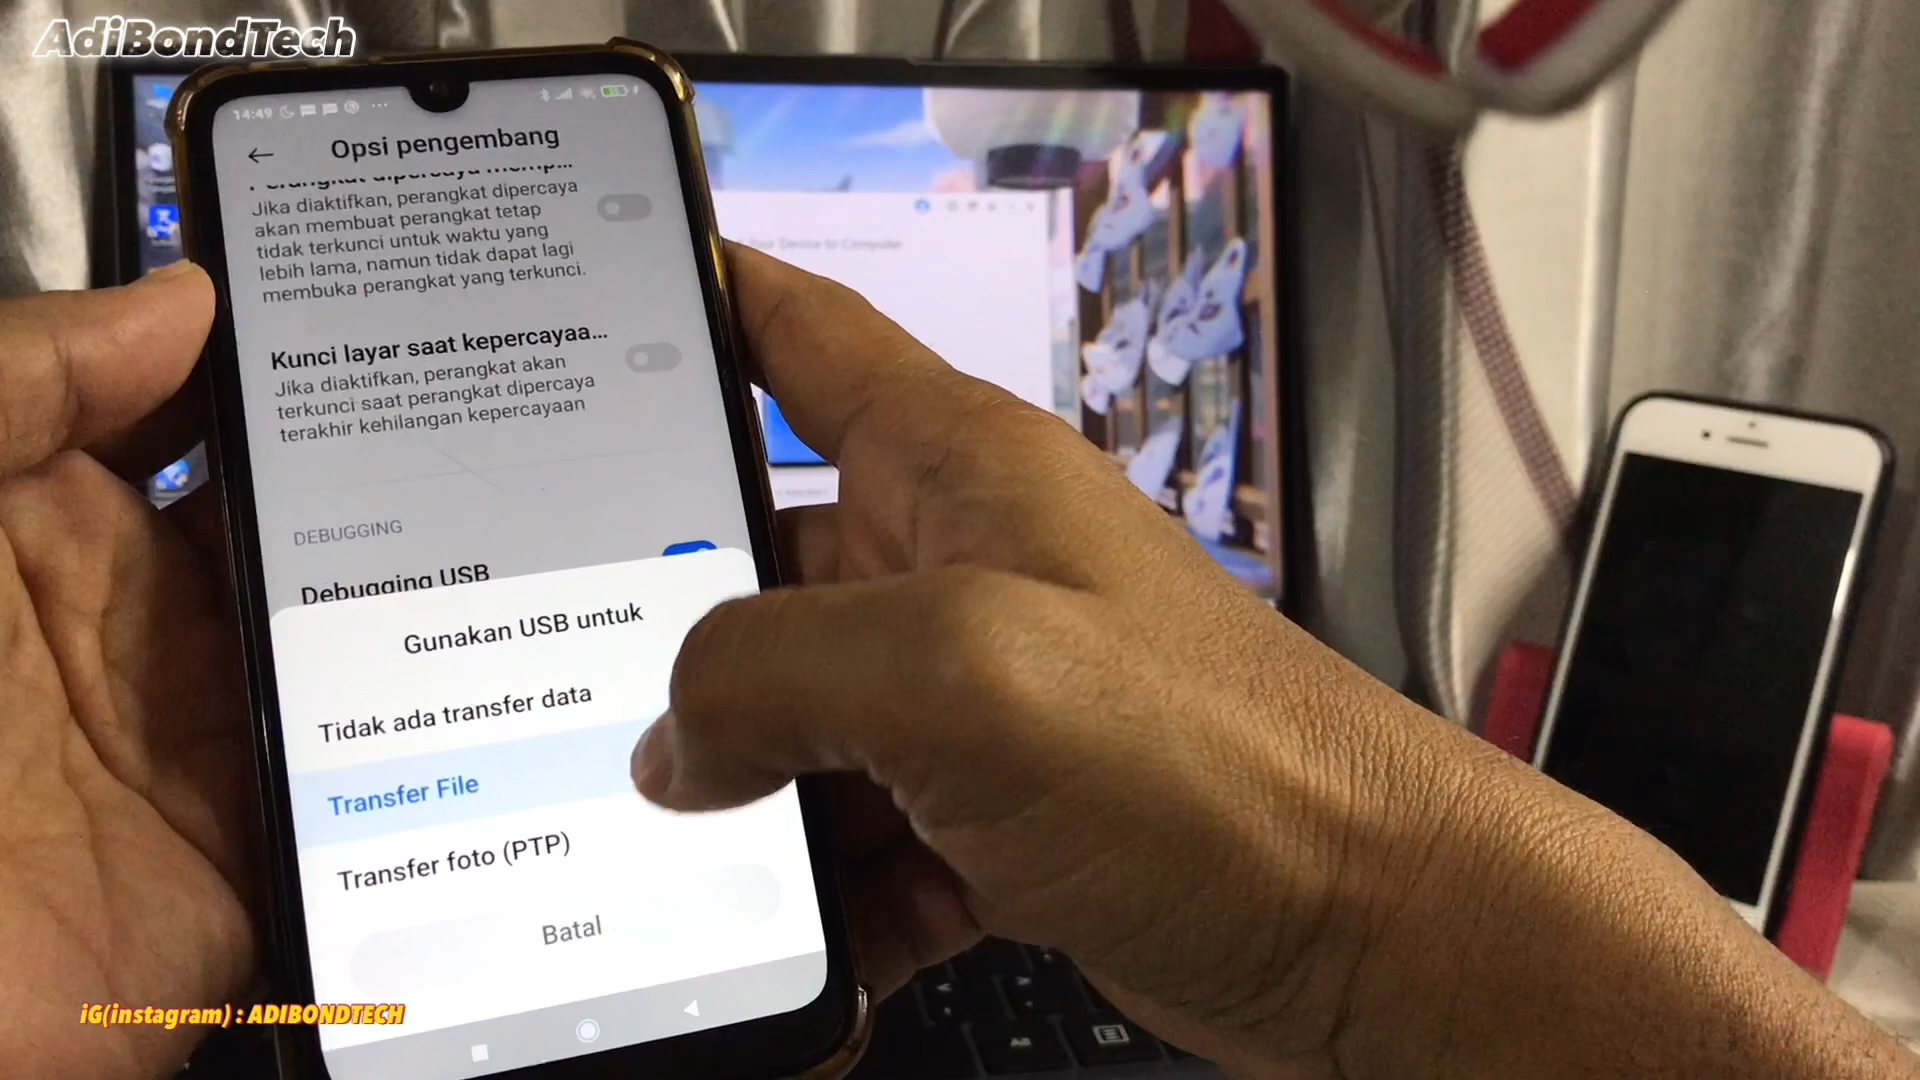 AdiBondTech
14:49
Opsi pengembang
Jika diaktifkan, perangkat dipercaya
akan membuat perangkat tetap
tidak terkunci untuk waktu yang
lebih lama, namun tidak dapat lagi
membuka perangkat yang terkunci.
Kunci layar saat kepercayaa...
Jika diaktifkan, perangkat akan
terkunci saat perangkat dipercaya
terakhir kehilangan kepercayaan
DEBUGGING
Debugging USB
Gunakan USB untuk
Tidak ada transfer data
Transfer File
Transfer foto (PTP)
Batal
Device to Computer
iG(instagram) : ADIBONDTECH